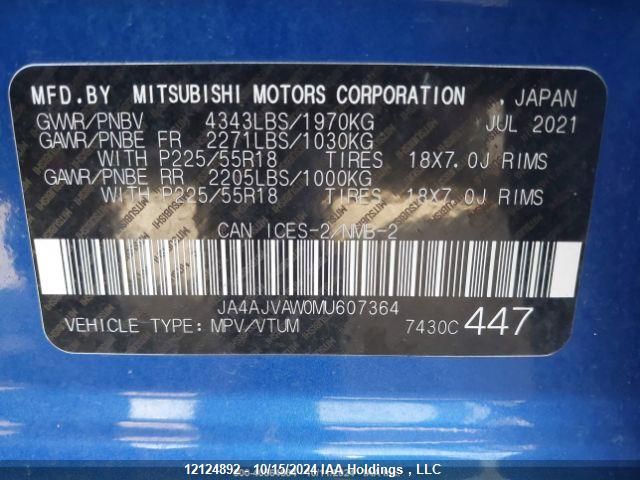 MFD.BY MITSUBISHI MOTORS CORPORATION , JAPAN
GVWR/PNBV 4343LBS/1970KG JUL 2021
GAWR/PNBE FR 2271LBS/1030KG
WITH P225/55R18 TIRES 18X7.0J RIMS
GAWR/PNBE RR 2205LBS/1000KG
WITH P225/55R18 TIRES 18X7.0J RIMS
CAN ICES-2/NMB-2
JA4AJVAW0MU607364
VEHICLE TYPE: MPV/VTUM 7430C 447
12124892 - 10/15/2024 IAA Holdings , LLC